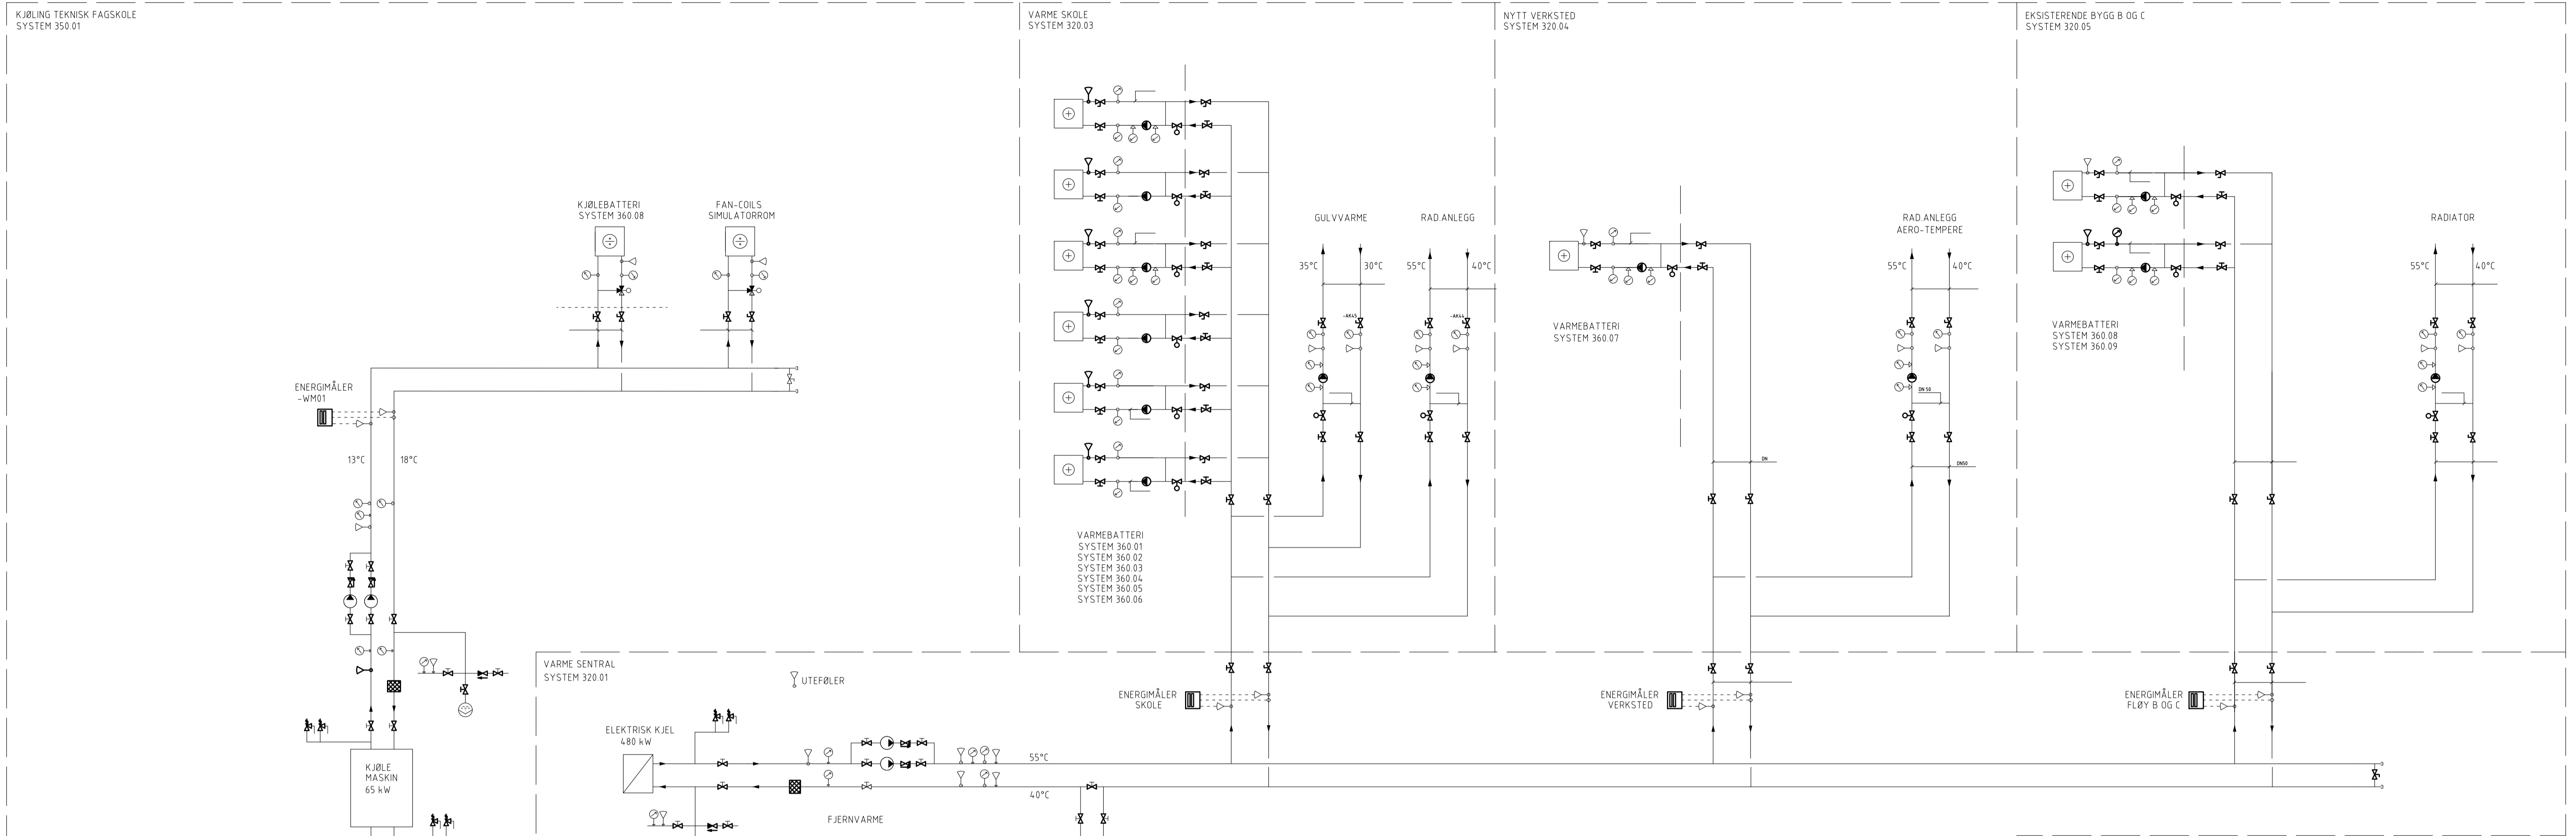 KJØLING TEKNISK FAGSKOLE
SYSTEM 350.01
VARME SKOLE
SYSTEM 320.03
NYTT VERKSTED
SYSTEM 320.04
EKSISTERENDE BYGG B OG C
SYSTEM 320.05
KJØLEBATTERI
SYSTEM 360.08
FAN-COILS
SIMULATORROM
GULVVARME
RAD.ANLEGG
RAD.ANLEGG
AERO-TEMPERE
RADIATOR
35°C
30°C
55°C
40°C
55°C
40°C
55°C
40°C
-AK45
-AK44
VARMEBATTERI
SYSTEM 360.07
VARMEBATTERI
SYSTEM 360.08
SYSTEM 360.09
ENERGIMÅLER
-WM01
DN 50
13°C
18°C
DN
DN50
VARMEBATTERI
SYSTEM 360.01
SYSTEM 360.02
SYSTEM 360.03
SYSTEM 360.04
SYSTEM 360.05
SYSTEM 360.06
VARME SENTRAL
SYSTEM 320.01
UTEFØLER
ENERGIMÅLER
SKOLE
ENERGIMÅLER
VERKSTED
ENERGIMÅLER
FLØY B OG C
ELEKTRISK KJEL
480 kW
55°C
KJØLE
MASKIN
65 kW
40°C
FJERNVARME